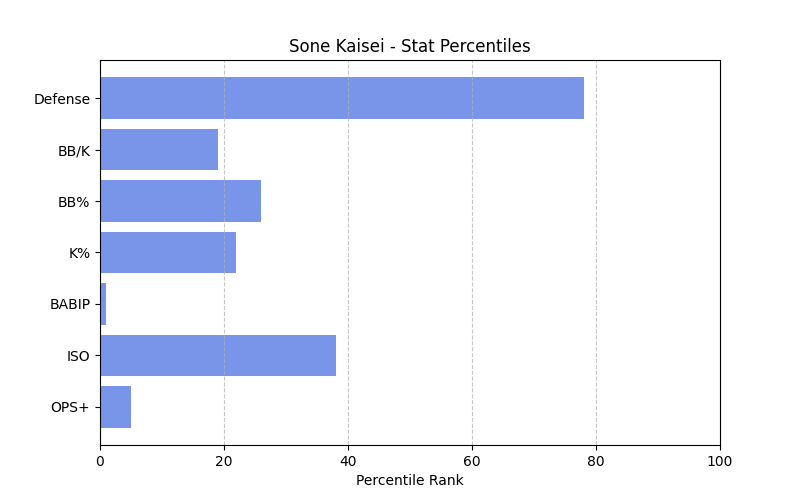 Sone Kaisei - Stat Percentiles
Defense
BB/K
BB%
K%
BABIP
ISO
OPS+
0 20 40 60 80 100
Percentile Rank